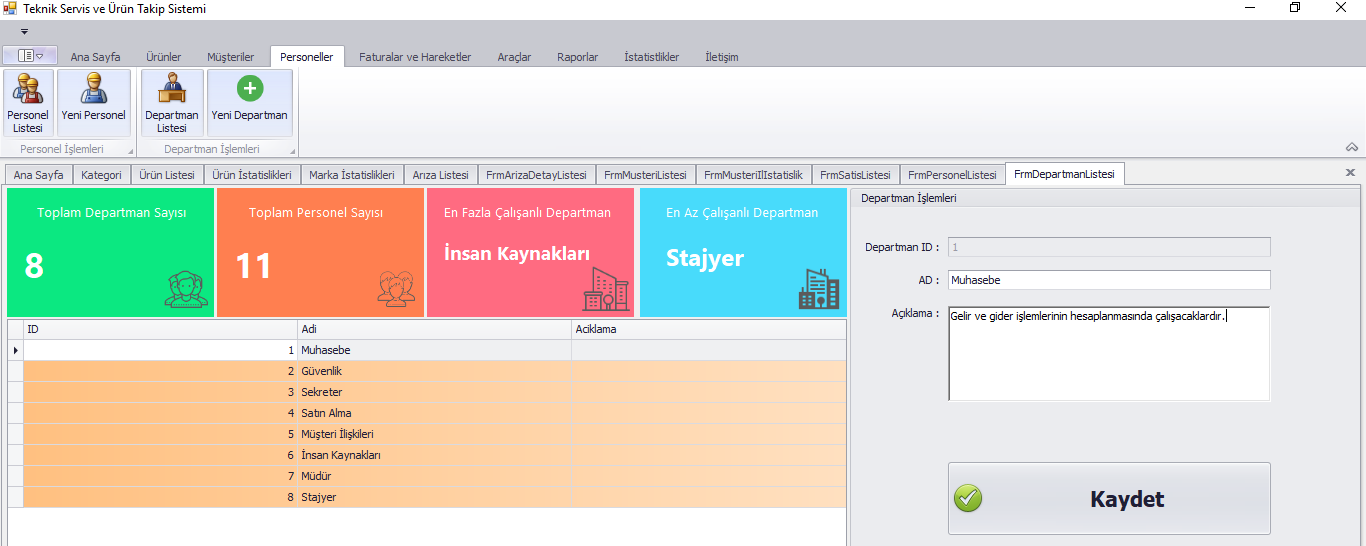 Teknik Servis ve Ürün Takip Sistemi
Ana Sayfa Ürünler Müşteriler Personeller Faturalar ve Hareketler Araçlar Raporlar İstatistlikler İletişim
Personel Listesi Yeni Personel Departman Listesi Yeni Departman
Personel İşlemleri Departman İşlemleri
Ana Sayfa Kategori Ürün Listesi Ürün İstatislikleri Marka İstatislikleri Arıza Listesi FrmArizaDetayListesi FrmMusteriListesi FrmMusteriIlIstatislik FrmSatisListesi FrmPersonelListesi FrmDepartmanListesi
Toplam Departman Sayısı
8
Toplam Personel Sayısı
11
En Fazla Çalışanlı Departman
İnsan Kaynakları
En Az Çalışanlı Departman
Stajyer
ID Adi Aciklama
1 Muhasebe
2 Güvenlik
3 Sekreter
4 Satın Alma
5 Müşteri İlişkileri
6 İnsan Kaynakları
7 Müdür
8 Stajyer
Departman İşlemleri
Departman ID : 1
AD : Muhasebe
Açıklama : Gelir ve gider işlemlerinin hesaplanmasında çalışacaklardır.
Kaydet